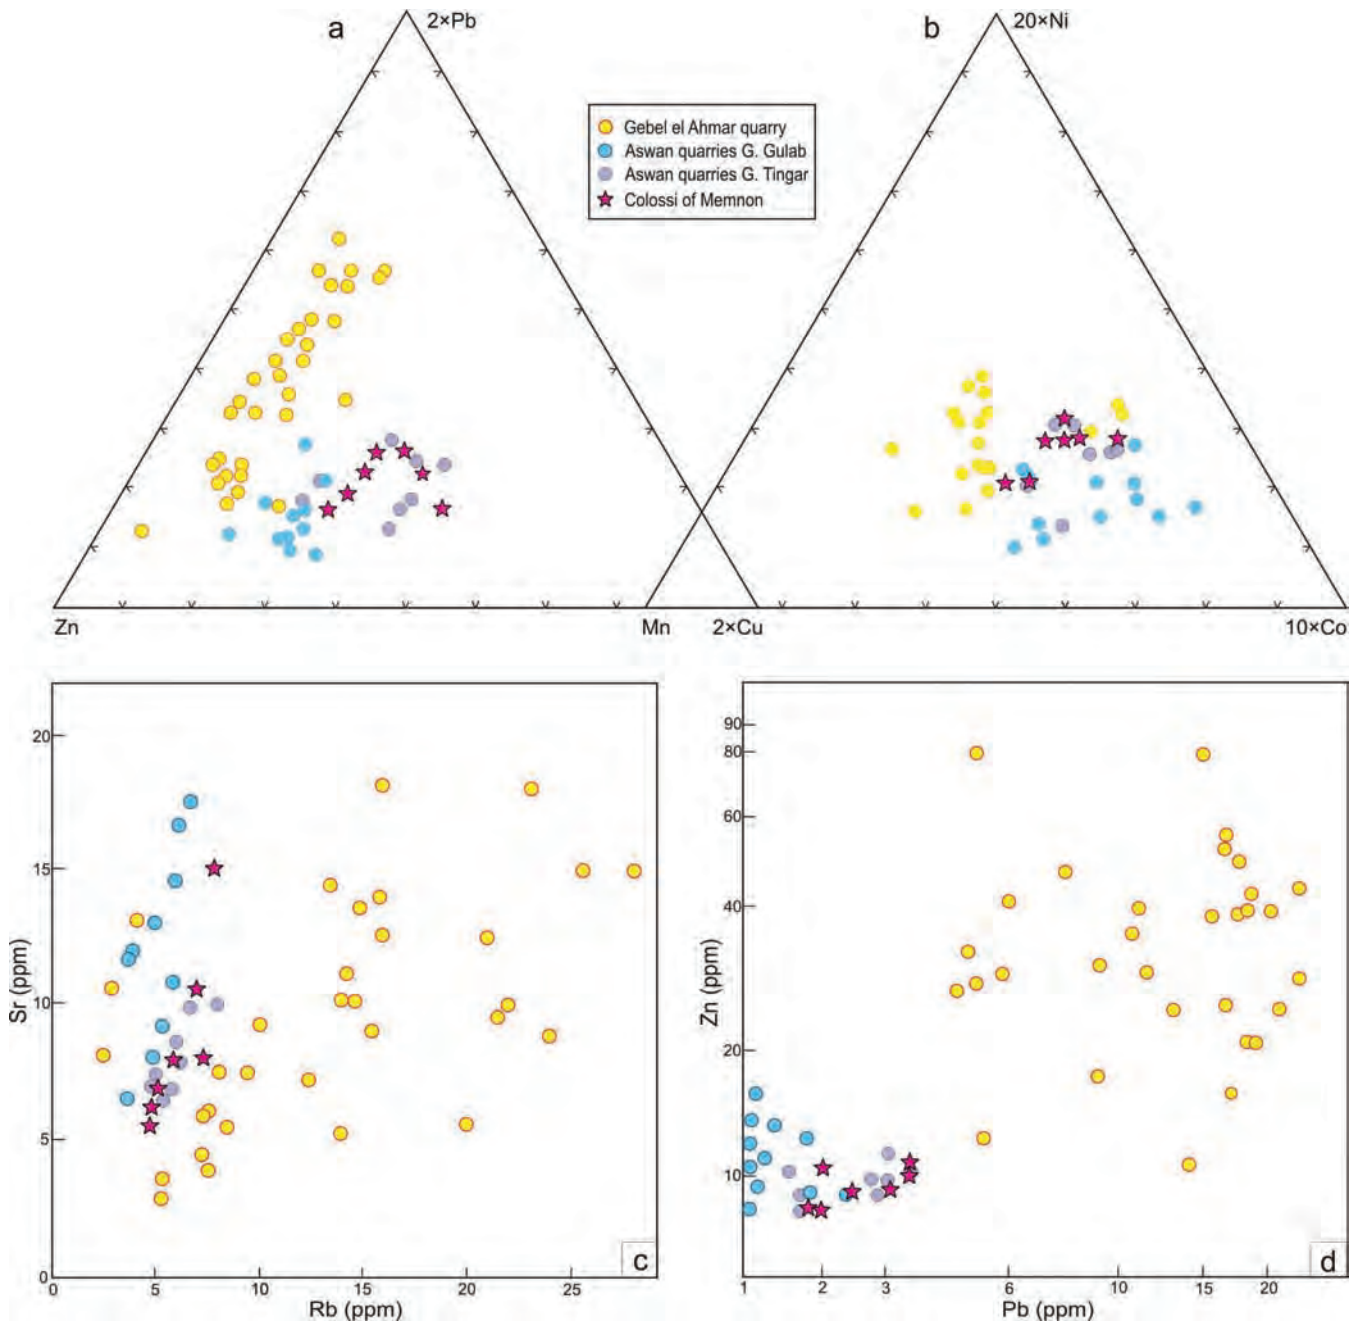 a
2×Pb
b
20×Ni
Gebel el Ahmar quarry
Aswan quarries G. Gulab
Aswan quarries G. Tingar
Colossi of Memnon
Zn
Mn
2×Cu
10×Co
20
15
10
5
0
Sr (ppm)
0
5
10
15
20
25
Rb (ppm)
c
90
80
60
40
20
10
Zn (ppm)
1
2
3
6
10
15
20
Pb (ppm)
d